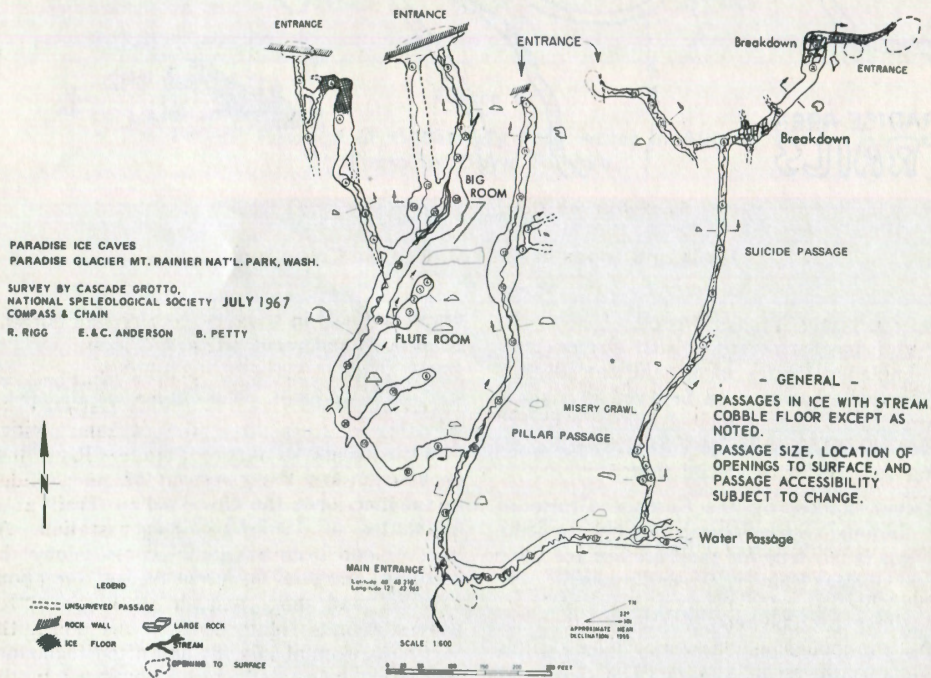 ENTRANCE
ENTRANCE
ENTRANCE
Breakdown
ENTRANCE
Breakdown
BIG
ROOM
SUICIDE PASSAGE
PARADISE ICE CAVES
PARADISE GLACIER MT. RAINIER NAT'L. PARK, WASH.
SURVEY BY CASCADE GROTTO,
NATIONAL SPELEOLOGICAL SOCIETY JULY 1967
COMPASS & CHAIN
R. RIGG E. & C. ANDERSON B. PETTY
FLUTE ROOM
- GENERAL -
PASSAGES IN ICE WITH STREAM
COBBLE FLOOR EXCEPT AS
NOTED.
PASSAGE SIZE, LOCATION OF
OPENINGS TO SURFACE, AND
PASSAGE ACCESSIBILITY
SUBJECT TO CHANGE.
MISERY CRAWL
PILLAR PASSAGE
N
Water Passage
MAIN ENTRANCE
UNSURVEYED PASSAGE
ROCK WALL
LARGE ROCK
FLOOR
STREAM
OPENING TO SURFACE
SCALE 1:600
FEET
TN
22°
MN
APPROXIMATE MEAN